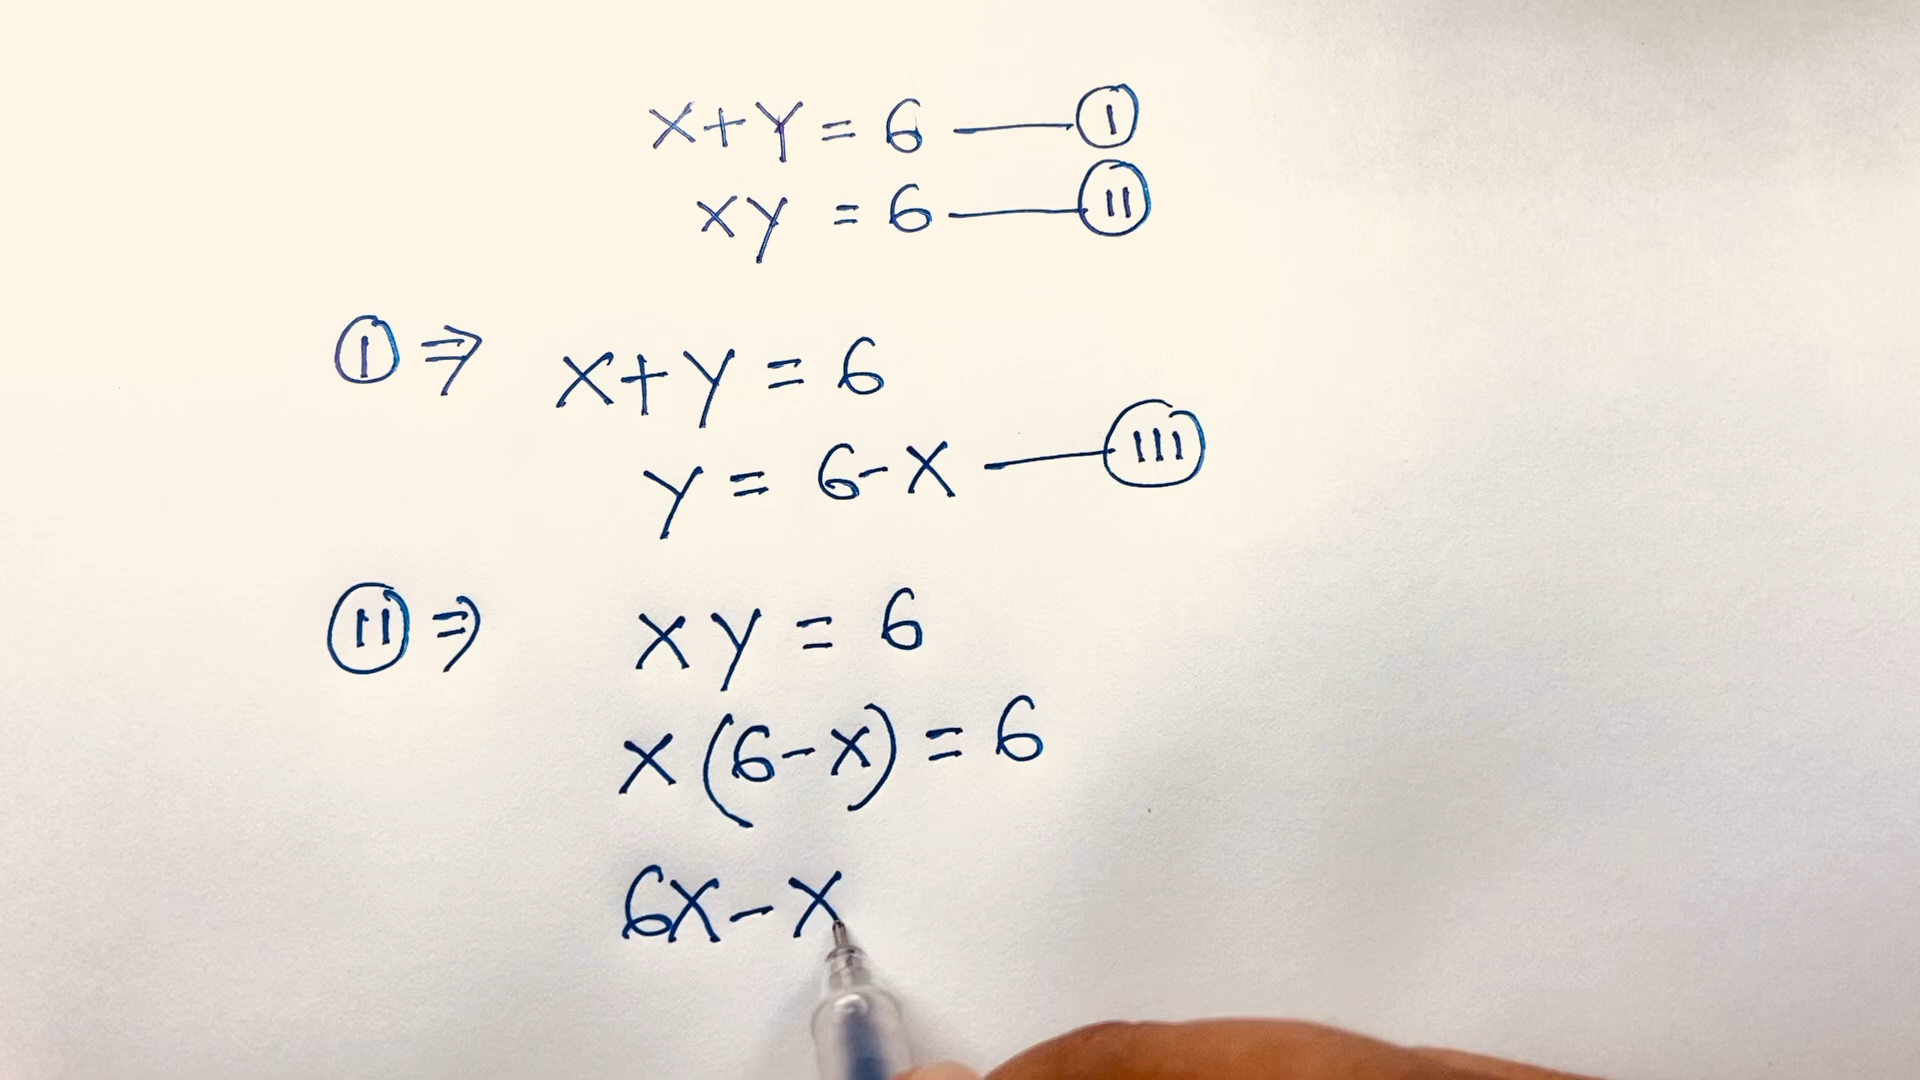 X+Y = 6 — I
XY = 6 — II
I ⇒ X+Y = 6
Y = 6-X — III
II ⇒ XY = 6
X(6-X) = 6
6X-X